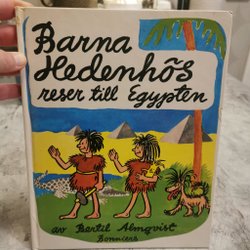 Barna
Hedenhös
reser till Egypten
av Bertil Almqvist
Bonniers